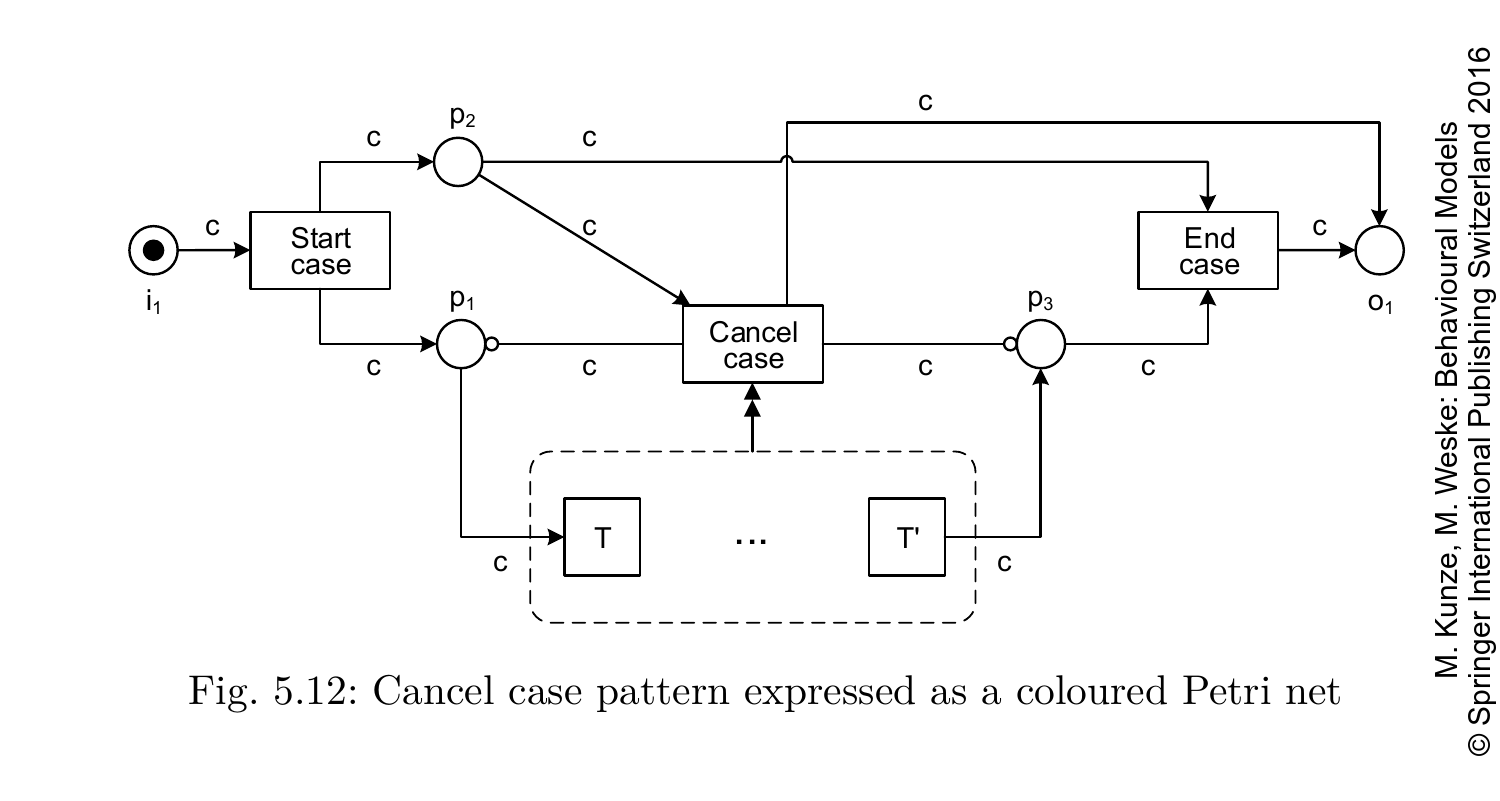 c
p2
c
c
i1
c
Start
case
c
End
case
c
o1
c
p1
c
Cancel
case
c
p3
c
T
...
T'
c
c
Fig. 5.12: Cancel case pattern expressed as a coloured Petri net
M. Kunze, M. Weske: Behavioural Models
© Springer International Publishing Switzerland 2016